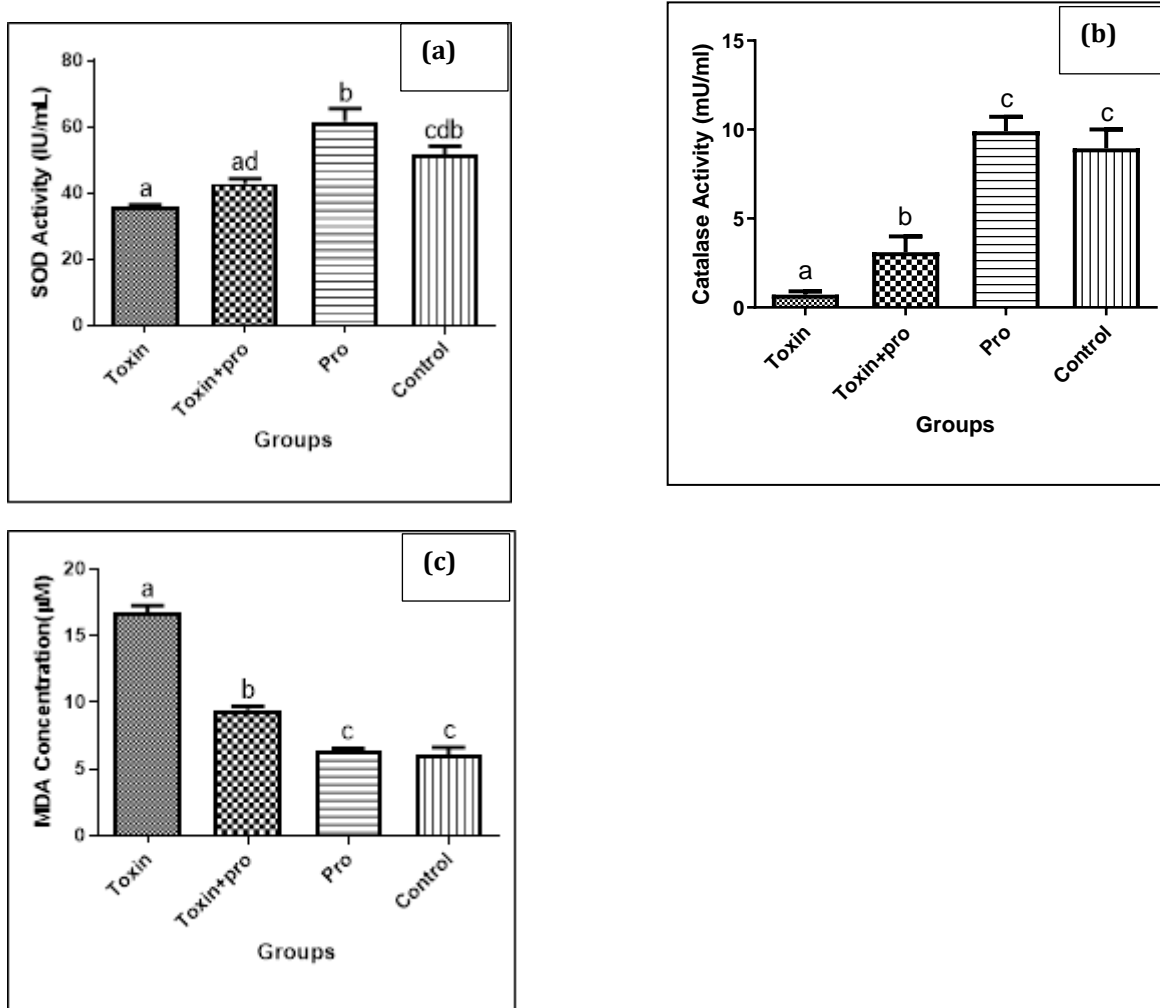 (a)
SOD Activity (IU/mL)
80
60
40
20
0
a
ad
b
cdb
Toxin
Toxin+pro
Pro
Control
Groups
(b)
Catalase Activity (mU/ml)
15
10
5
0
a
b
c
c
Toxin
Toxin+pro
Pro
Control
Groups
(c)
MDA Concentration(µM)
20
15
10
5
0
a
b
c
c
Toxin
Toxin+pro
Pro
Control
Groups